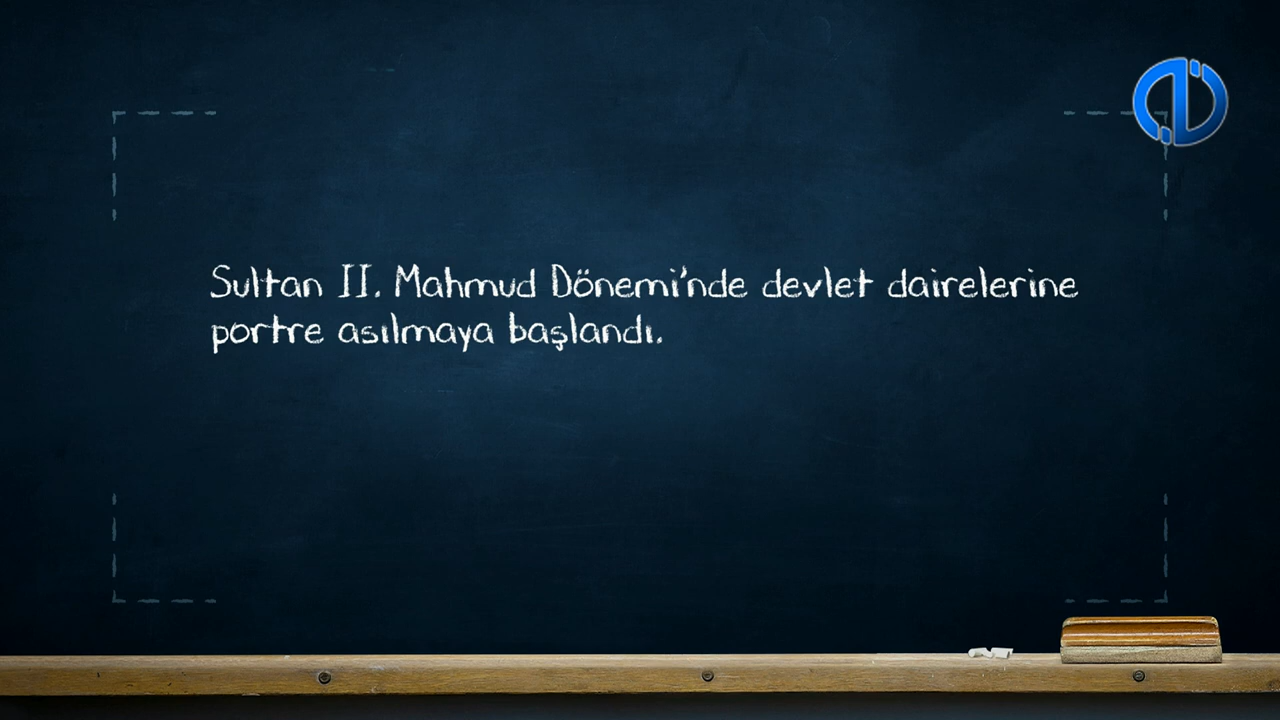 Sultan II. Mahmud Dönemi'nde devlet dairelerine
portre asılmaya başlandı.